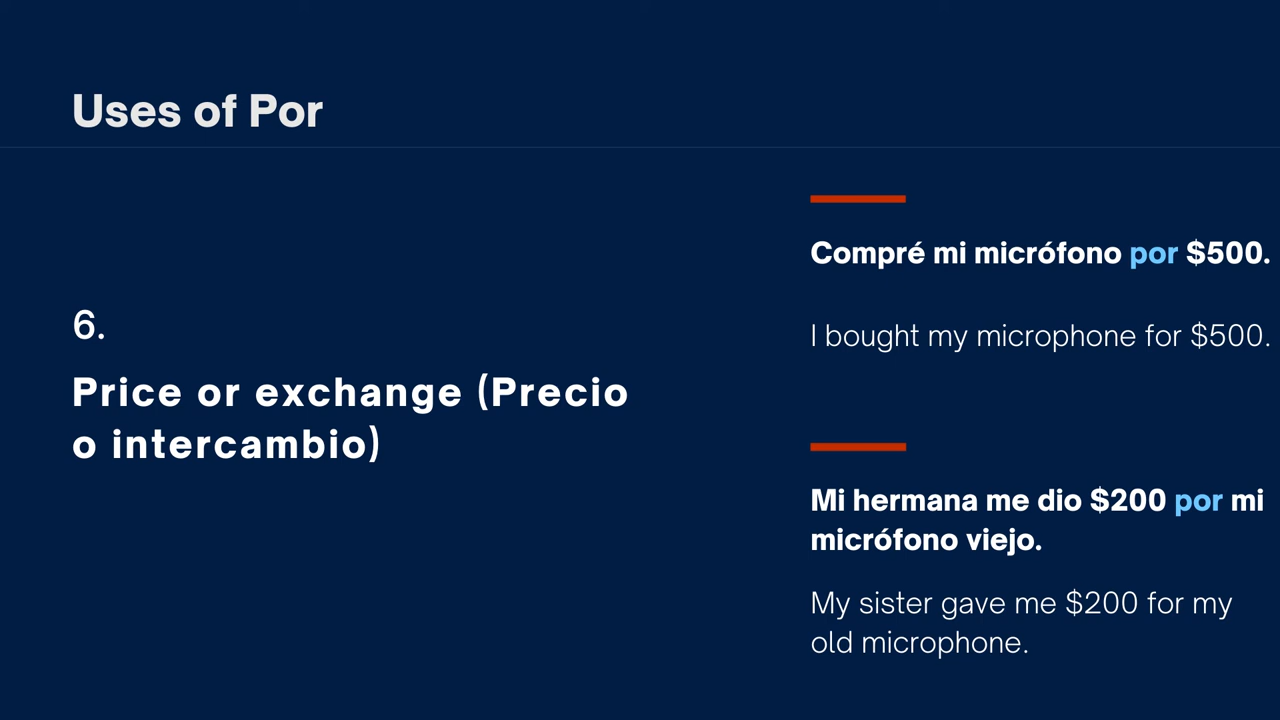 Uses of Por
6.
Price or exchange (Precio
o intercambio)
Compré mi micrófono por $500.
I bought my microphone for $500.
Mi hermana me dio $200 por mi
micrófono viejo.
My sister gave me $200 for my
old microphone.